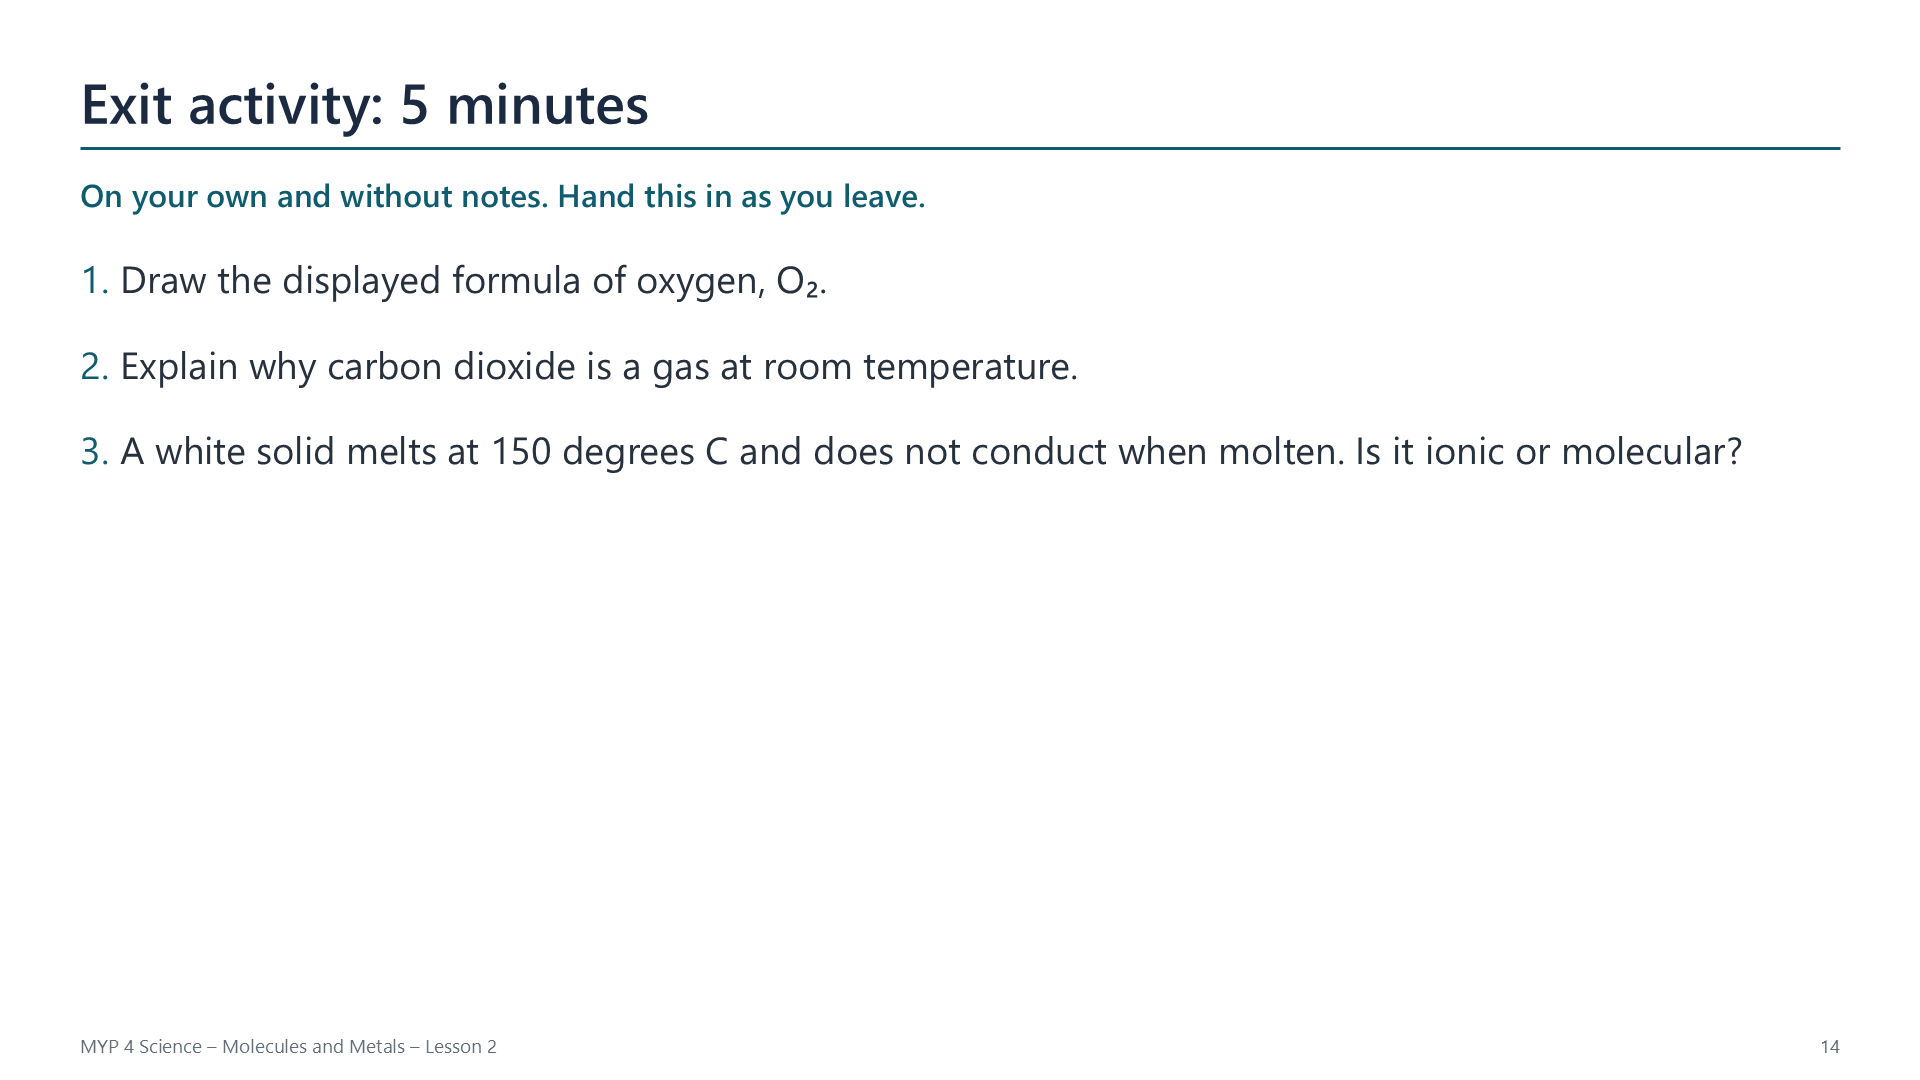 Exit activity: 5 minutes
On your own and without notes. Hand this in as you leave.
1. Draw the displayed formula of oxygen, O₂.
2. Explain why carbon dioxide is a gas at room temperature.
3. A white solid melts at 150 degrees C and does not conduct when molten. Is it ionic or molecular?
MYP 4 Science – Molecules and Metals – Lesson 2
14